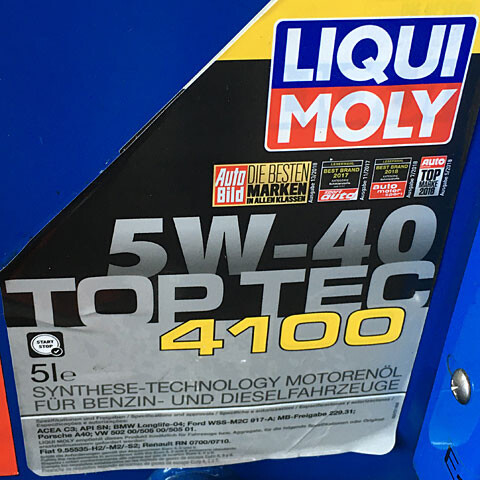 LIQUI
MOLY
Auto
Bild
DIE BESTEN
MARKEN
IN ALLEN KLASSEN
BEST BRAND
2017
auto
BEST BRAND
2018
auto
motor
Auto
TOP
MARKE
2018
5W-40
TOP TEC
4100
START
STOP
5l e
SYNTHESE-TECHNOLOGY MOTORENÖL
FÜR BENZIN- UND DIESELFAHRZEUGE
ACEA C3; API SN; BMW Longlife-04; Ford WSS-M2C 917-A; MB-Freigabe 229.31;
Porsche A40; VW 502 00/505 00/505 01.
Fiat 9.55535-H2/-M2/-S2; Renault RN 0700/0710.